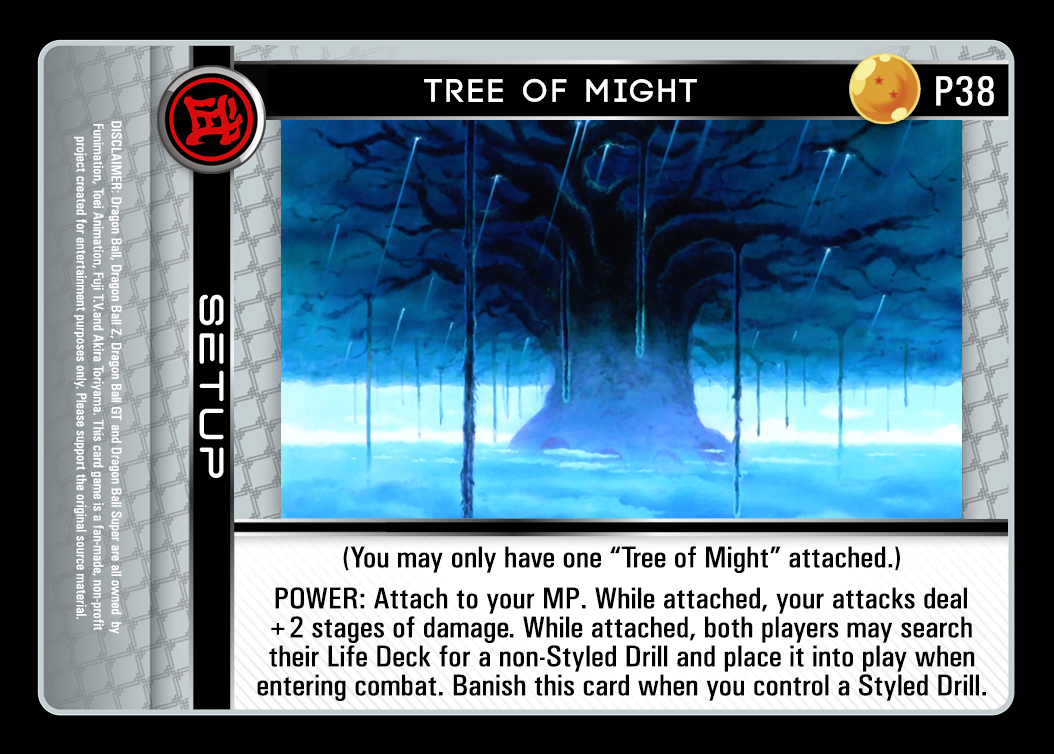 TREE OF MIGHT
P38
SETUP
(You may only have one “Tree of Might” attached.)
POWER: Attach to your MP. While attached, your attacks deal
+2 stages of damage. While attached, both players may search
their Life Deck for a non-Styled Drill and place it into play when
entering combat. Banish this card when you control a Styled Drill.
DISCLAIMER: Dragon Ball, Dragon Ball Z, Dragon Ball GT and Dragon Ball Super are all owned by
Funimation, Toei Animation, Fuji T.V.and Akira Toriyama. This card game is a fan-made, non-profit
project created for entertainment purposes only. Please support the original source material.